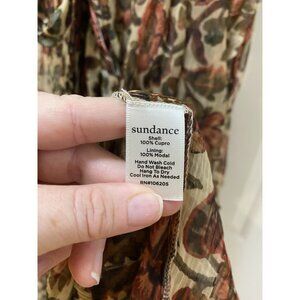 sundance
Shell:
100% Cupro
Lining:
100% Modal
Hand Wash Cold
Do Not Bleach
Hang To Dry
Cool Iron As Needed
RN#106205